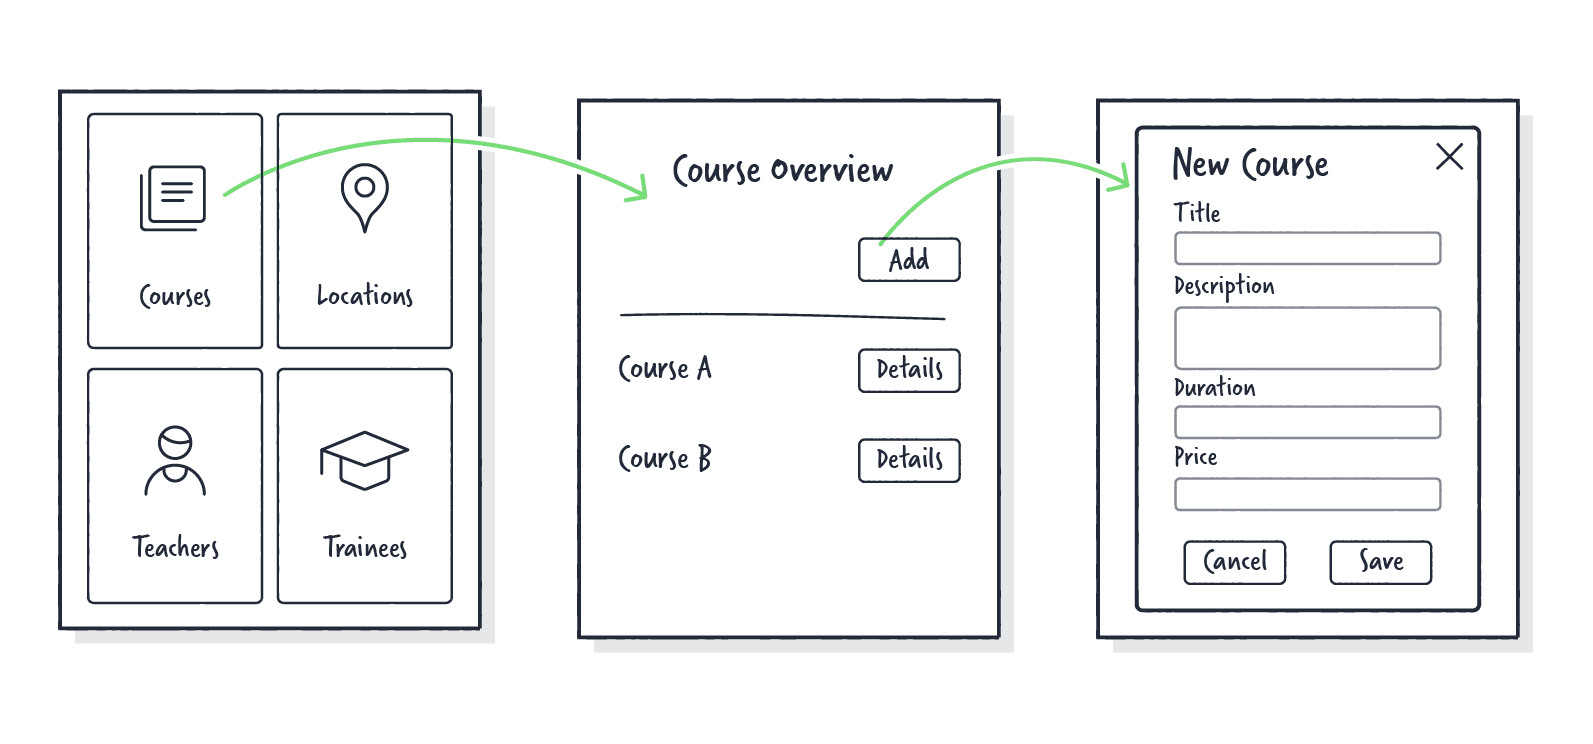 Courses
Locations
Teachers
Trainees
Course Overview
Add
Course A
Details
Course B
Details
New Course
Title
Description
Duration
Price
Cancel
Save